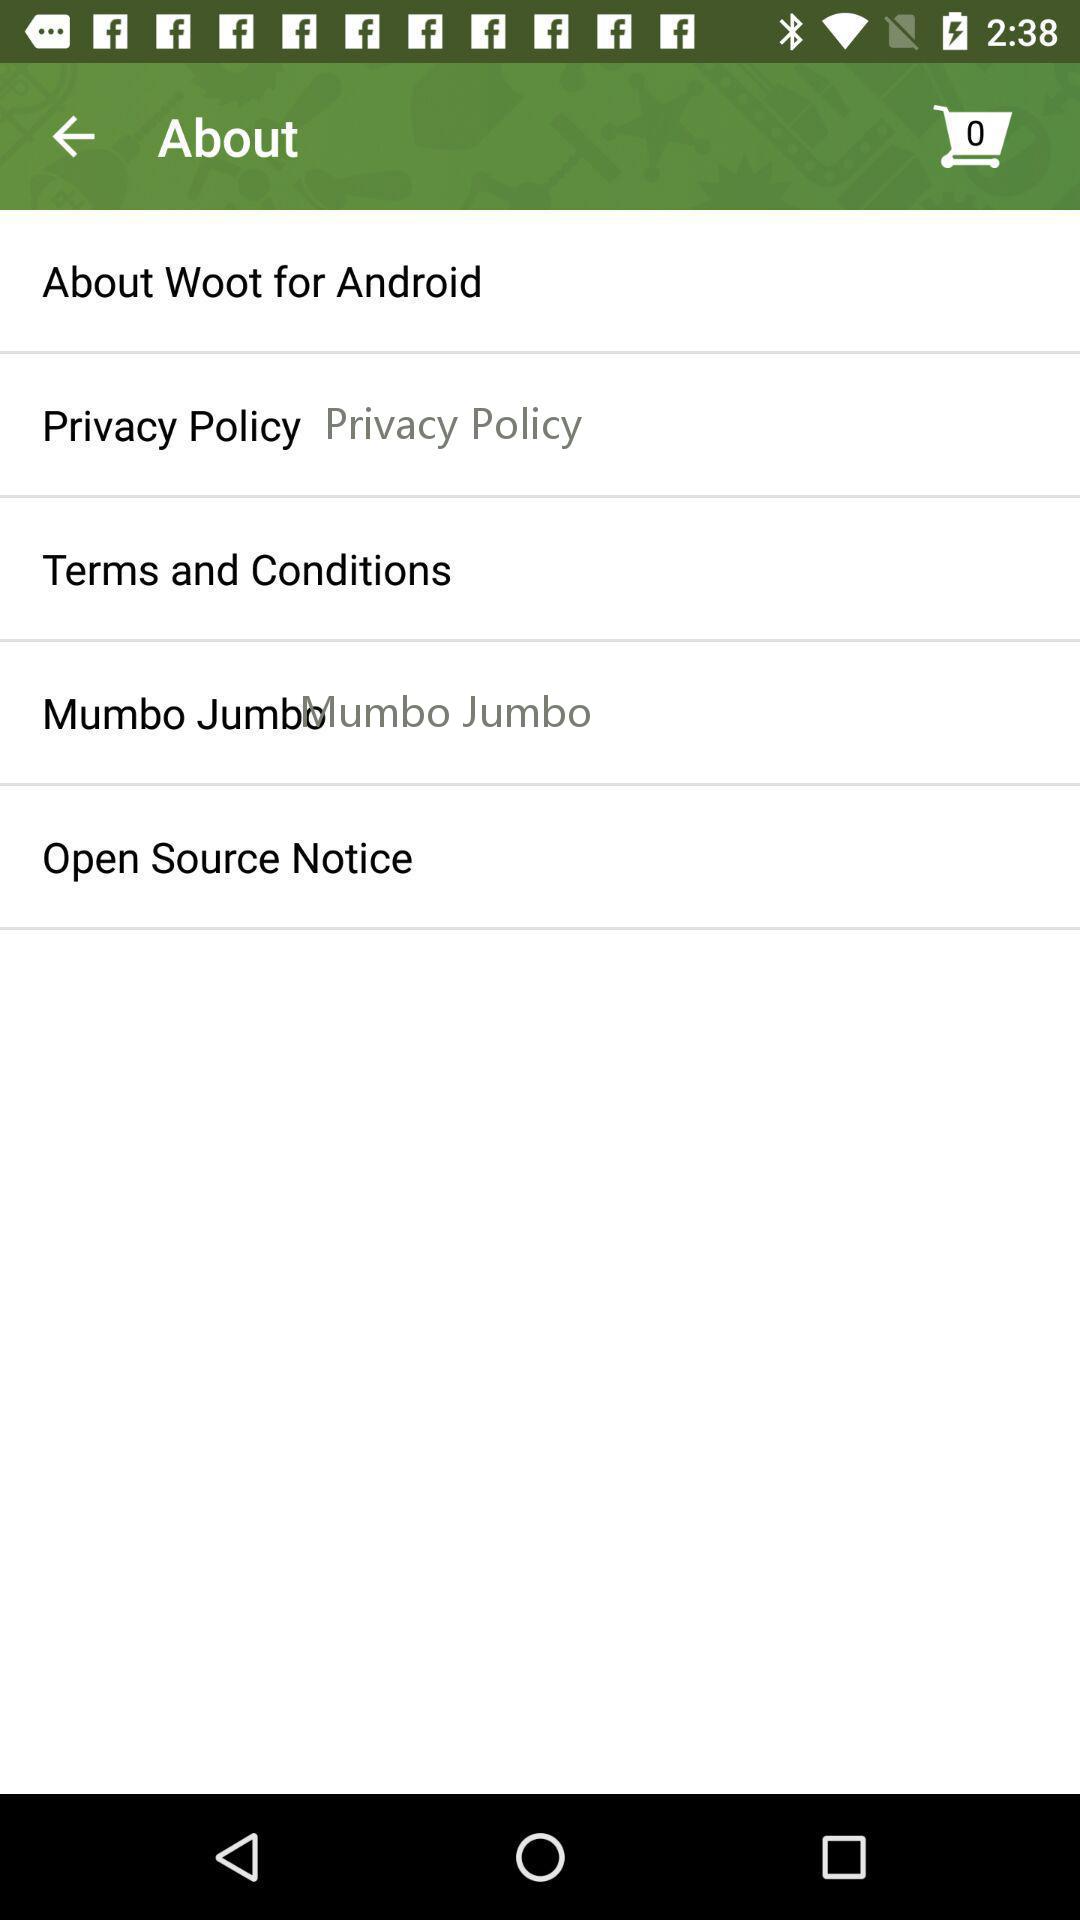 2:38
About 0
About Woot for Android
Privacy Policy Privacy Policy
Terms and Conditions
Mumbo Jumbo Mumbo Jumbo
Open Source Notice